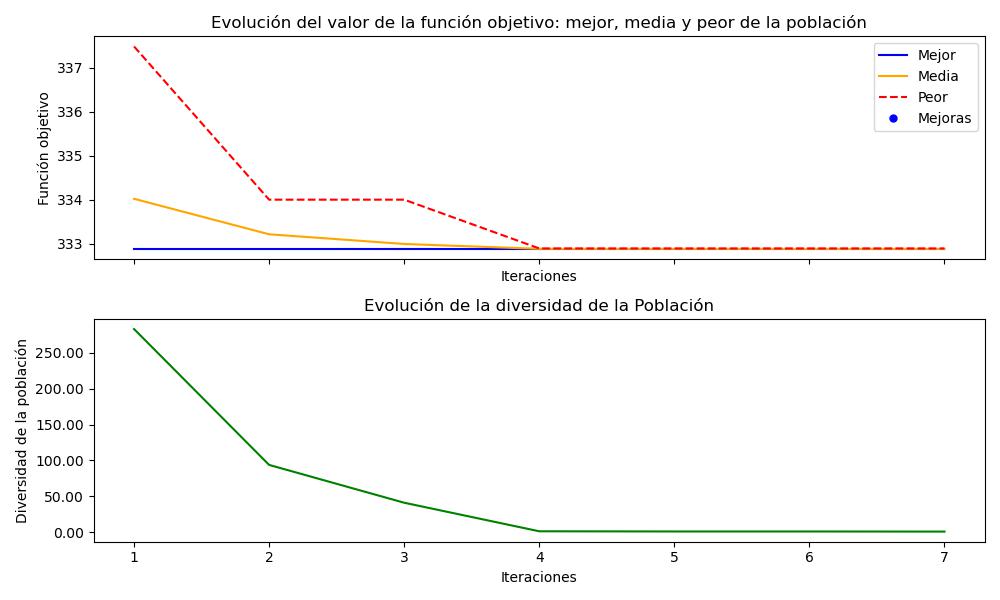 Evolución del valor de la función objetivo: mejor, media y peor de la población
Función objetivo
337
336
335
334
333
Mejor
Media
Peor
Mejoras
Iteraciones
Evolución de la diversidad de la Población
Diversidad de la población
250.00
200.00
150.00
100.00
50.00
0.00
1 2 3 4 5 6 7
Iteraciones